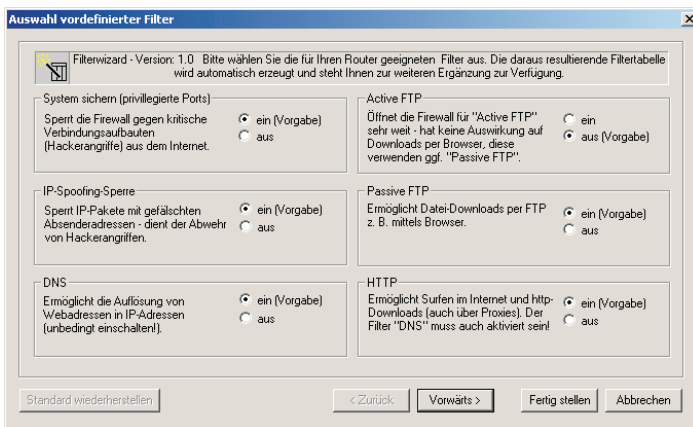 Auswahl vordefinierter Filter
Filterwizard - Version: 1.0 Bitte wählen Sie die für Ihren Router geeigneten Filter aus. Die daraus resultierende Filtertabelle
wird automatisch erzeugt und steht Ihnen zur weiteren Ergänzung zur Verfügung.
System sichern (privillegierte Ports)
Sperrt die Firewall gegen kritische
Verbindungsaufbauten
(Hackerangriffe) aus dem Internet.
ein (Vorgabe)
aus
Active FTP
Öffnet die Firewall für "Active FTP"
sehr weit - hat keine Auswirkung auf
Downloads per Browser, diese
verwenden ggf. "Passive FTP".
ein
aus (Vorgabe)
IP-Spoofing-Sperre
Sperrt IP-Pakete mit gefälschten
Absenderadressen - dient der Abwehr
von Hackerangriffen.
ein (Vorgabe)
aus
Passive FTP
Ermöglicht Datei-Downloads per FTP
z. B. mittels Browser.
ein (Vorgabe)
aus
DNS
Ermöglicht die Auflösung von
Webadressen in IP-Adressen
(unbedingt einschalten!).
ein (Vorgabe)
aus
HTTP
Ermöglicht Surfen im Internet und http-
Downloads (auch über Proxies). Der
Filter "DNS" muss auch aktiviert sein!
ein (Vorgabe)
aus
Standard wiederherstellen
< Zurück
Vorwärts >
Fertig stellen
Abbrechen